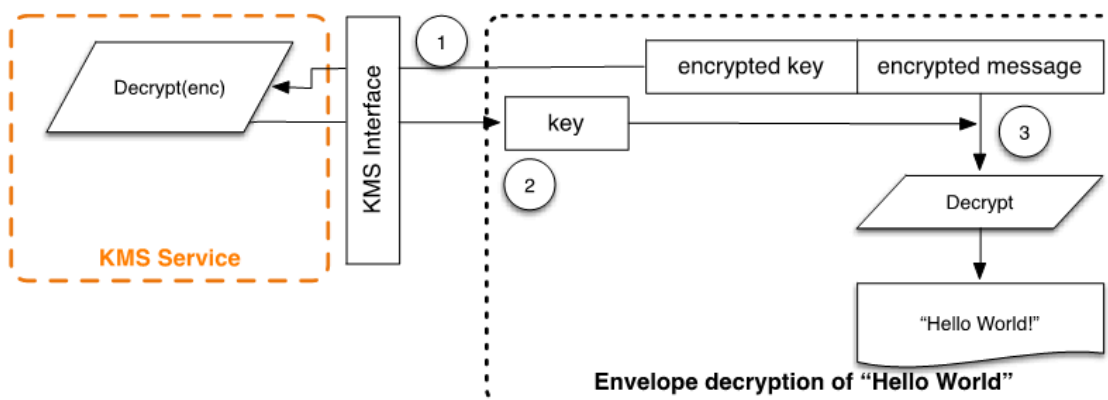 1
encrypted key
encrypted message
Decrypt(enc)
KMS Interface
key
3
2
Decrypt
KMS Service
“Hello World!”
Envelope decryption of “Hello World”